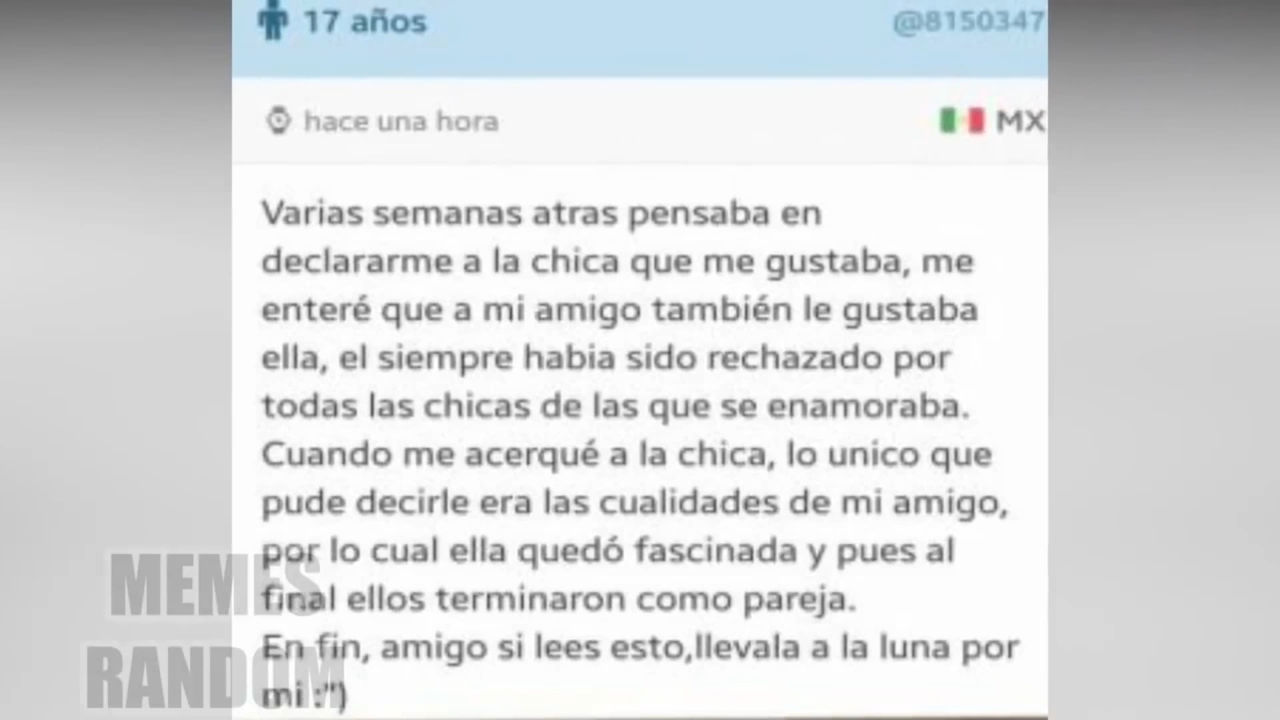 17 años
@8150347
hace una hora
MX
Varias semanas atras pensaba en
declararme a la chica que me gustaba, me
enteré que a mi amigo también le gustaba
ella, el siempre habia sido rechazado por
todas las chicas de las que se enamoraba.
Cuando me acerqué a la chica, lo unico que
pude decirle era las cualidades de mi amigo,
por lo cual ella quedó fascinada y pues al
final ellos terminaron como pareja.
En fin, amigo si lees esto,llevala a la luna por
mi :")
MEMES
RANDOM